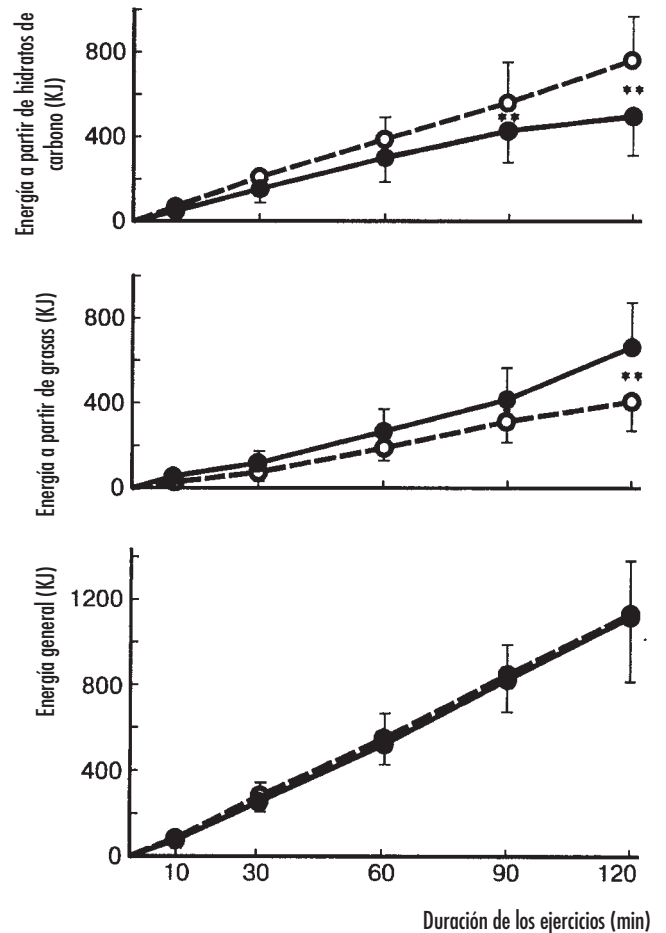 Energía a partir de hidratos de
carbono (KJ)
800
400
0
**
**
Energía a partir de grasas (KJ)
800
400
0
**
Energía general (KJ)
1200
800
400
0
10 30 60 90 120
Duración de los ejercicios (min)